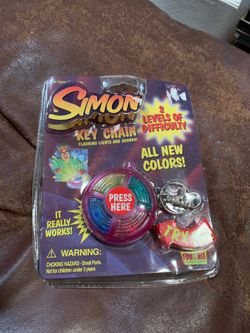 SIMON
KEY CHAIN
FLASHING LIGHTS AND SOUNDS!
2 LEVELS OF
DIFFICULTY
ALL NEW
COLORS!
PRESS
HERE
IT
REALLY
WORKS!
WARNING:
CHOKING HAZARD - Small Parts
Not for children under 3 years